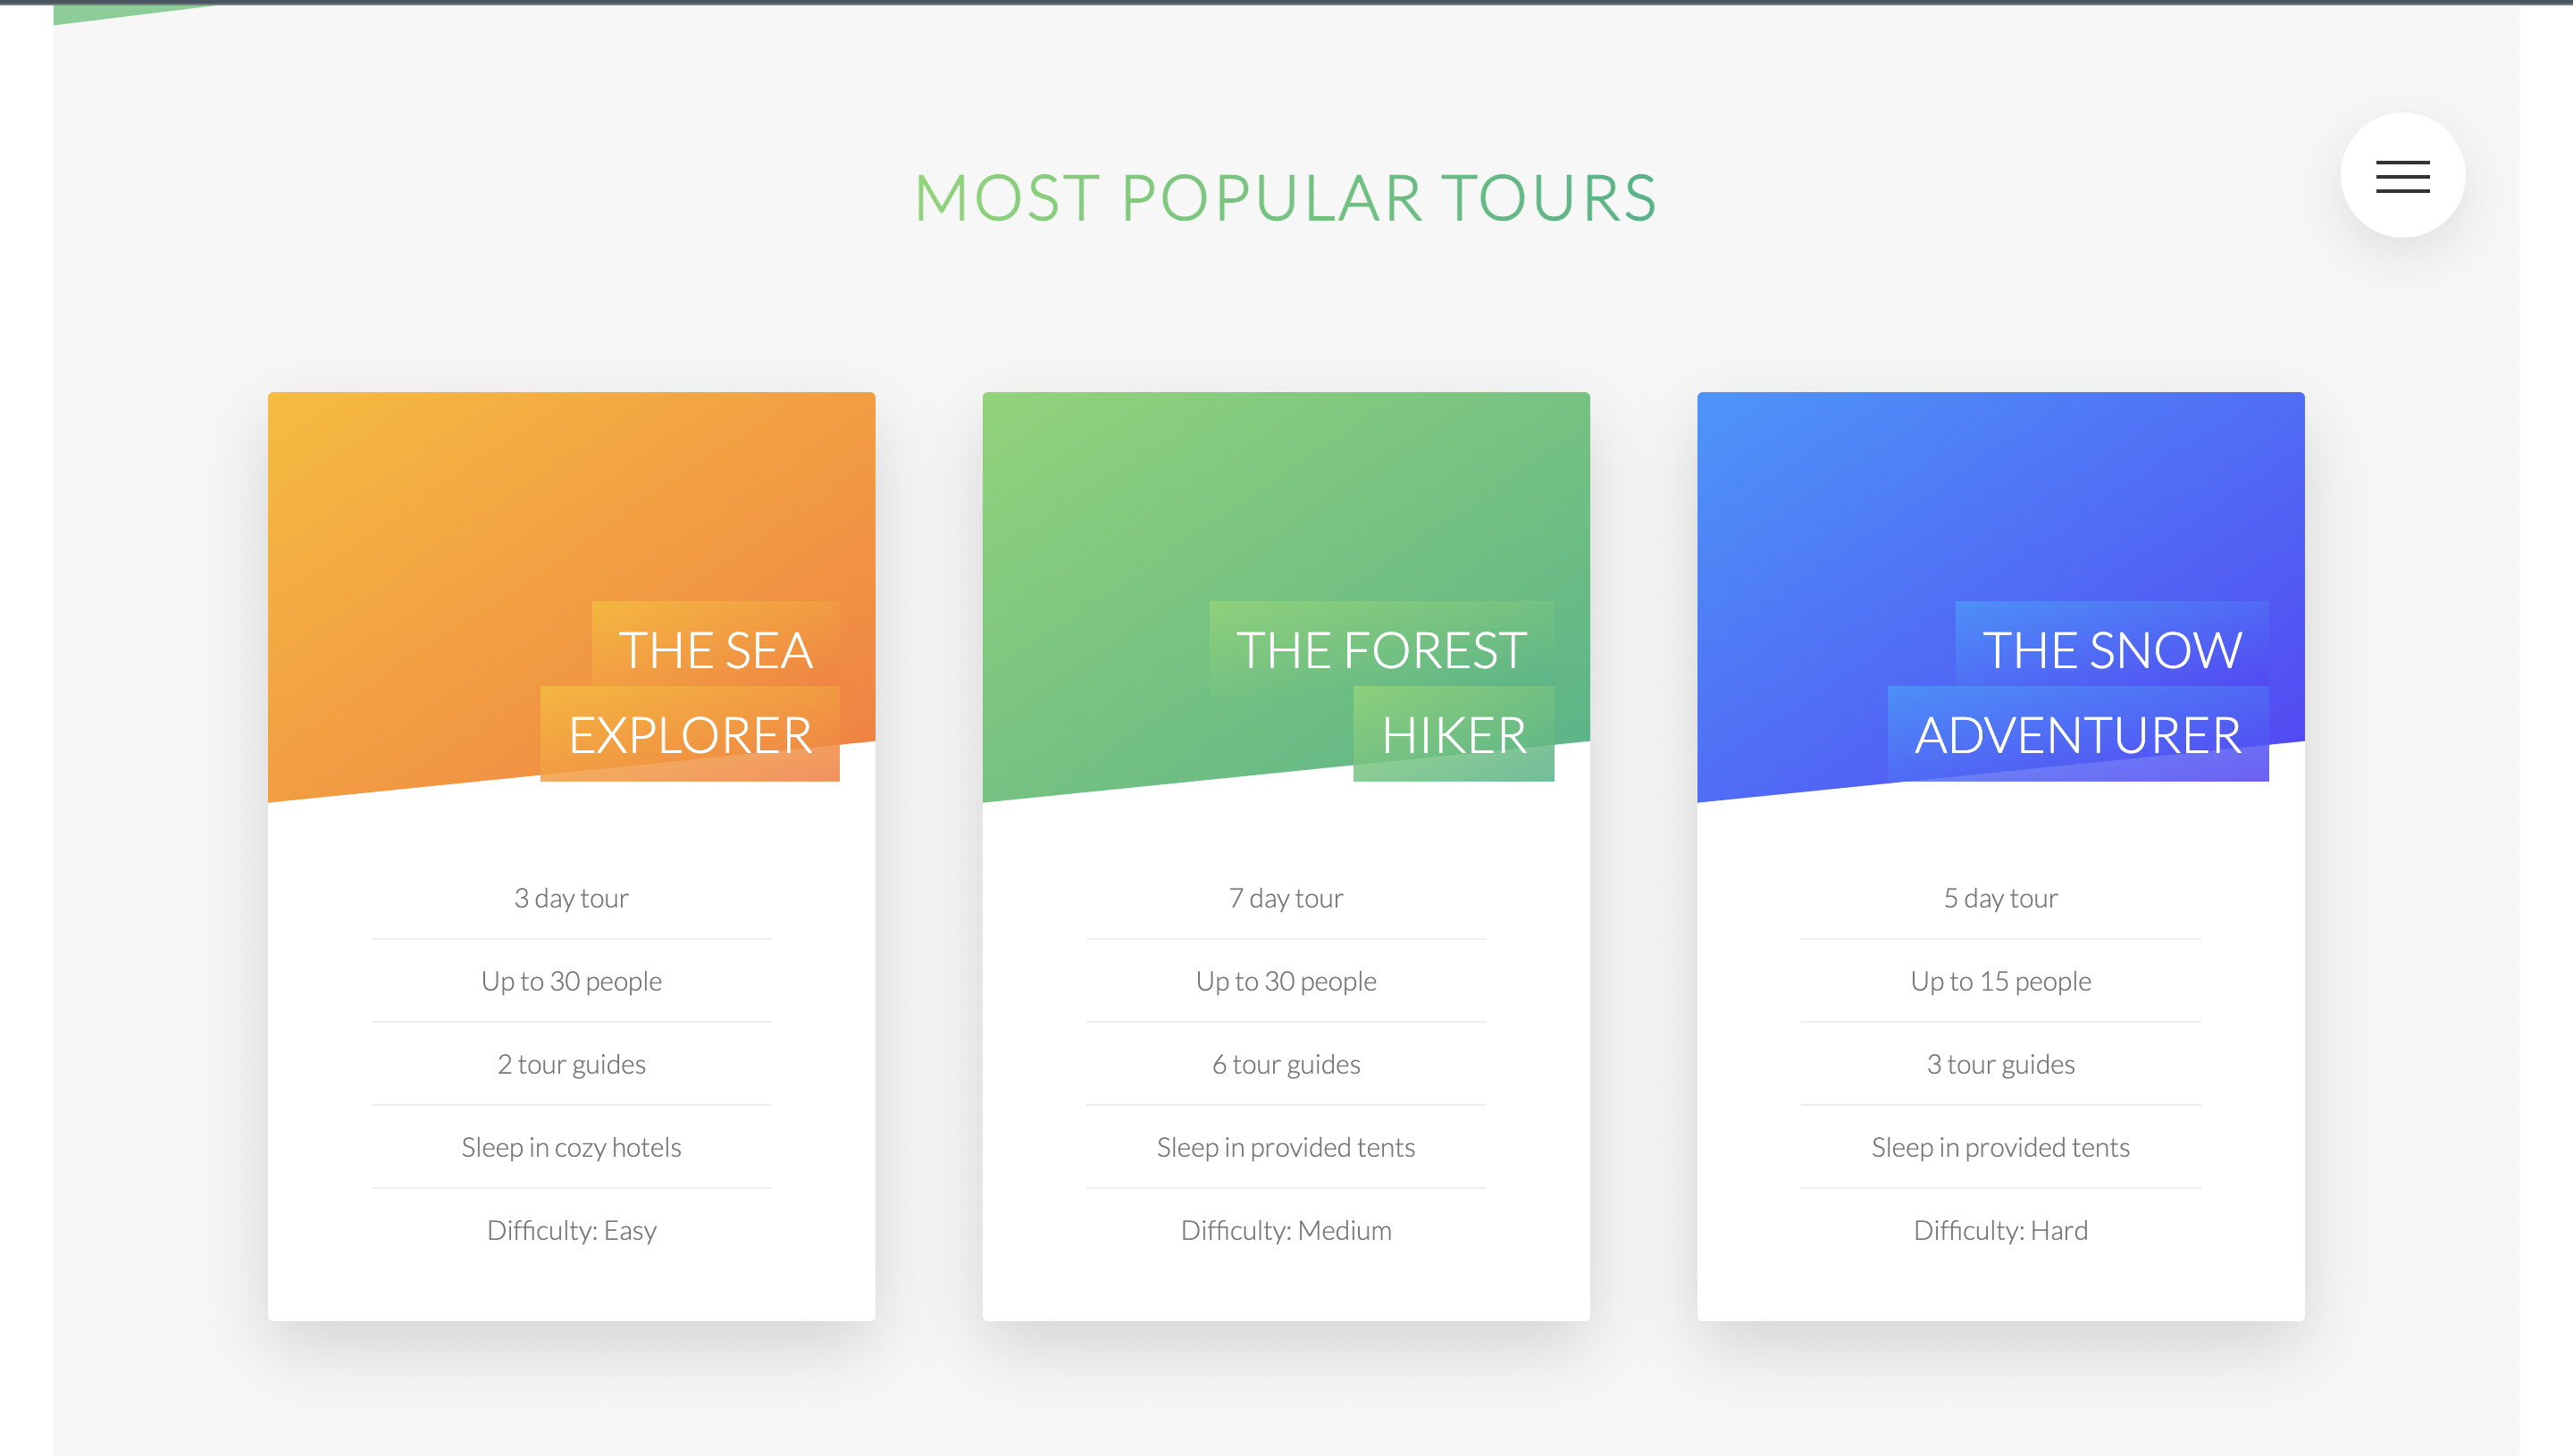 MOST POPULAR TOURS
THE SEA
EXPLORER
3 day tour
Up to 30 people
2 tour guides
Sleep in cozy hotels
Difficulty: Easy
THE FOREST
HIKER
7 day tour
Up to 30 people
6 tour guides
Sleep in provided tents
Difficulty: Medium
THE SNOW
ADVENTURER
5 day tour
Up to 15 people
3 tour guides
Sleep in provided tents
Difficulty: Hard